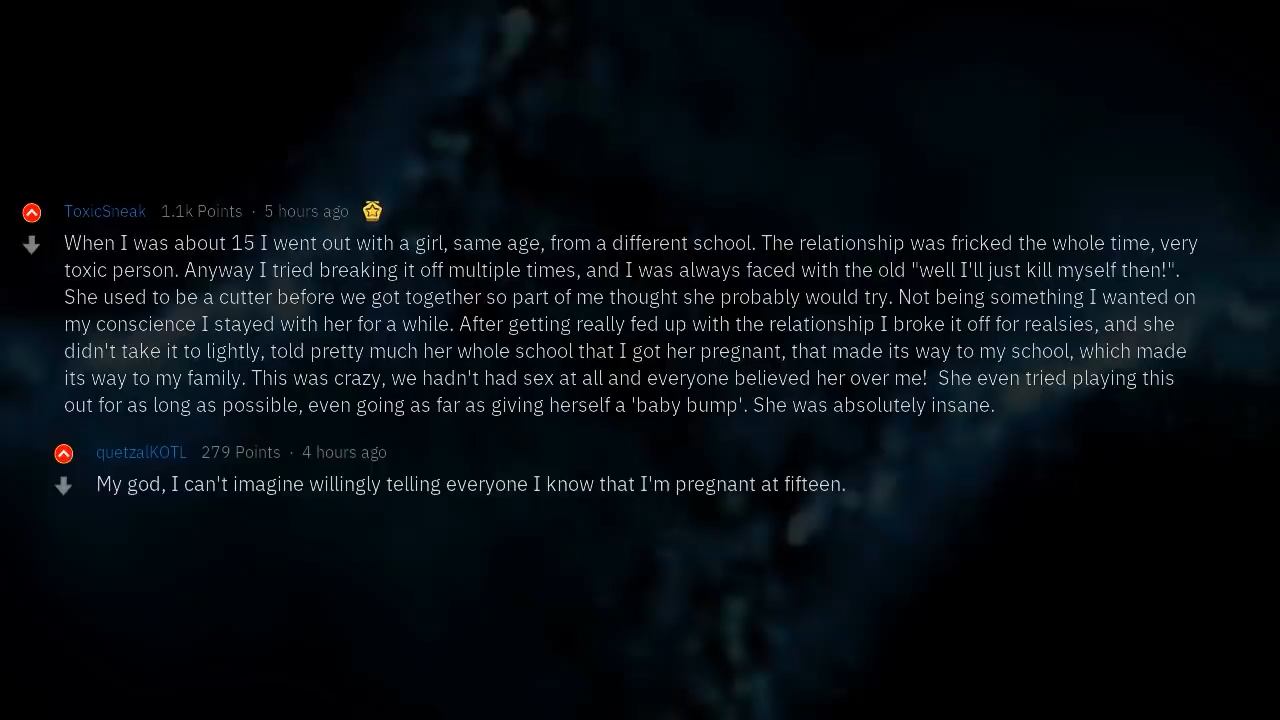 ToxicSneak 1.1k Points · 5 hours ago
When I was about 15 I went out with a girl, same age, from a different school. The relationship was fricked the whole time, very
toxic person. Anyway I tried breaking it off multiple times, and I was always faced with the old "well I'll just kill myself then!".
She used to be a cutter before we got together so part of me thought she probably would try. Not being something I wanted on
my conscience I stayed with her for a while. After getting really fed up with the relationship I broke it off for realsies, and she
didn't take it to lightly, told pretty much her whole school that I got her pregnant, that made its way to my school, which made
its way to my family. This was crazy, we hadn't had sex at all and everyone believed her over me!  She even tried playing this
out for as long as possible, even going as far as giving herself a 'baby bump'. She was absolutely insane.
quetzalKOTL 279 Points · 4 hours ago
My god, I can't imagine willingly telling everyone I know that I'm pregnant at fifteen.